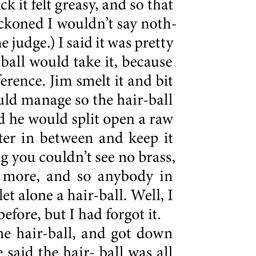 ck it felt greasy, and so that
ckoned I wouldn't say noth-
e judge.) I said it was pretty
ball would take it, because
erence. Jim smelt it and bit
uld manage so the hair-ball
d he would split open a raw
ter in between and keep it
g you couldn't see no brass,
more, and so anybody in
let alone a hair-ball. Well, I
before, but I had forgot it.
he hair-ball, and got down
e said the hair- ball was all